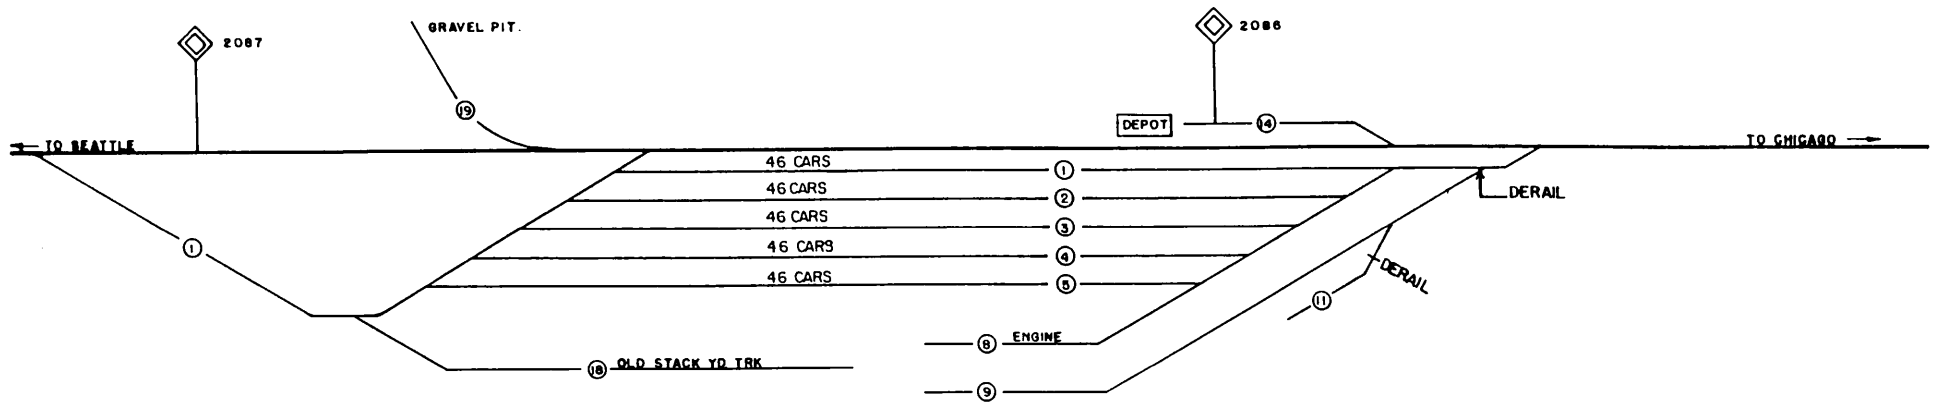 2087
GRAVEL PIT.
2086
19
DEPOT
14
TO SEATTLE
TO CHICAGO
46 CARS
1
46 CARS
2
DERAIL
46 CARS
3
1
46 CARS
4
DERAIL
46 CARS
5
11
8 ENGINE
18 OLD STACK YD TRK
9